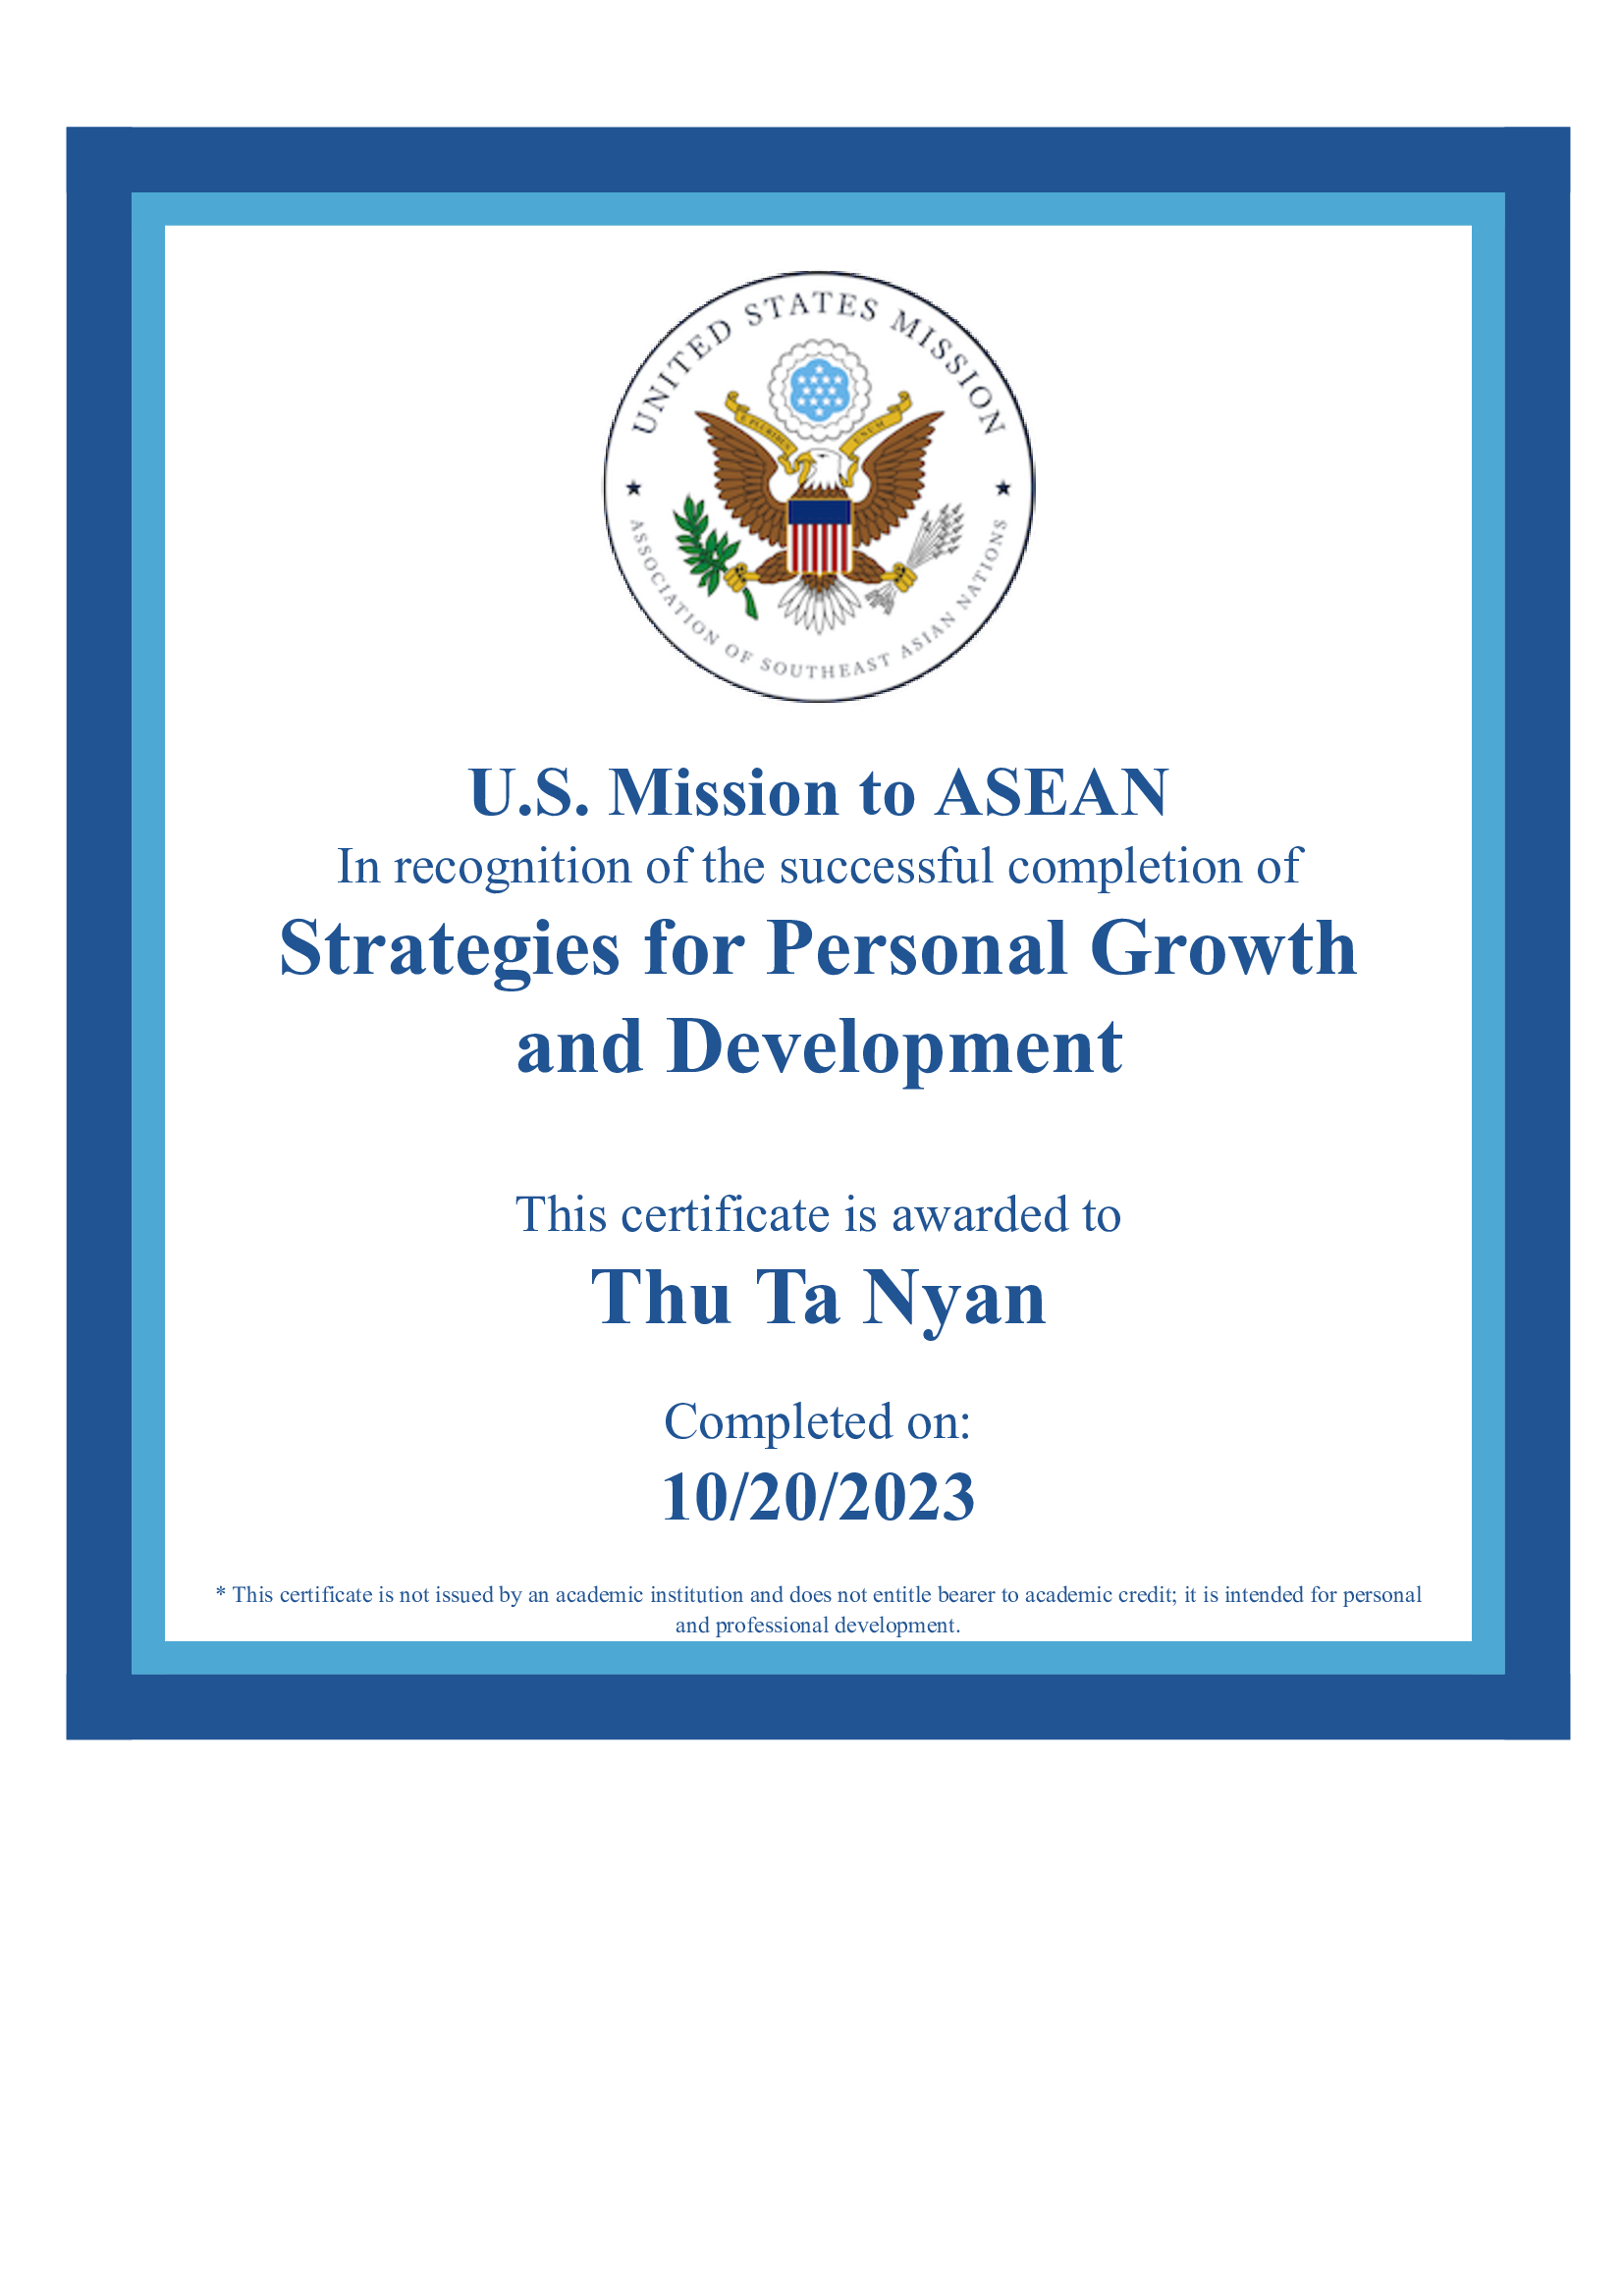 UNITED STATES MISSION
E PLURIBUS UNUM
ASSOCIATION OF SOUTHEAST ASIAN NATIONS
U.S. Mission to ASEAN
In recognition of the successful completion of
Strategies for Personal Growth
and Development
This certificate is awarded to
Thu Ta Nyan
Completed on:
10/20/2023
* This certificate is not issued by an academic institution and does not entitle bearer to academic credit; it is intended for personal
and professional development.